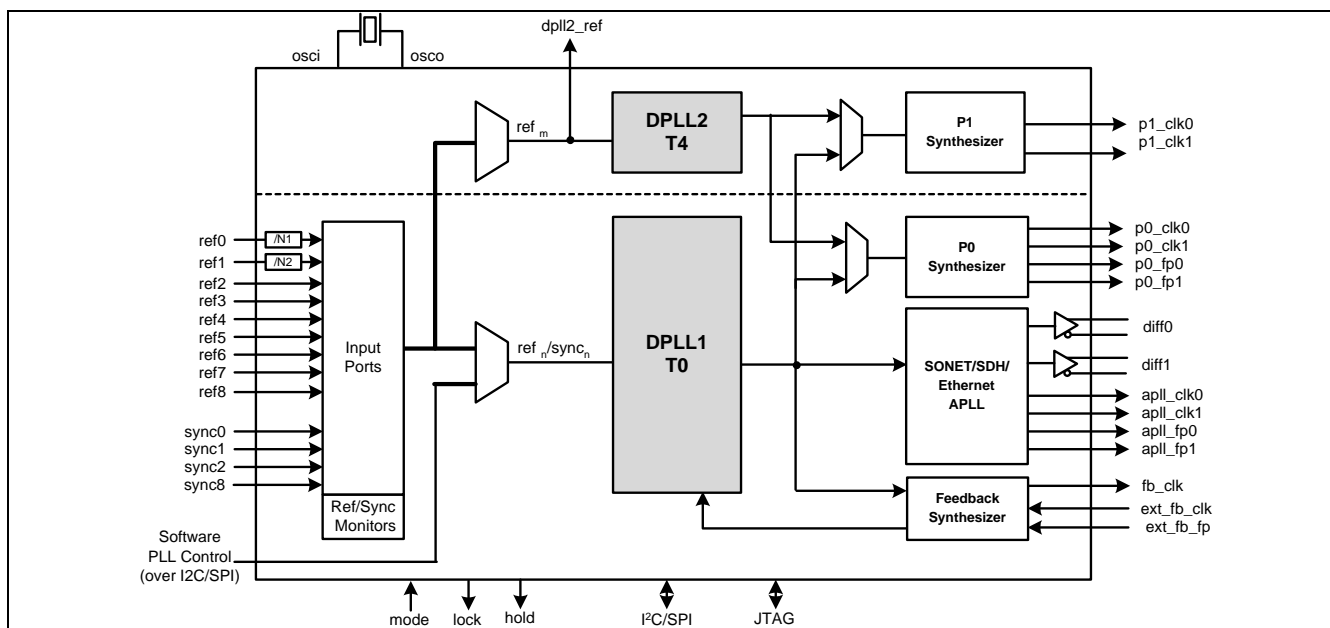 dpll2_ref
osci
osco
ref m
DPLL2
T4
P1
Synthesizer
p1_clk0
p1_clk1
ref0
/N1
ref1
/N2
ref2
ref3
ref4
ref5
ref6
ref7
ref8
sync0
sync1
sync2
sync8
Input
Ports
Ref/Sync
Monitors
Software
PLL Control
(over I2C/SPI)
ref n/syncn
DPLL1
T0
P0
Synthesizer
p0_clk0
p0_clk1
p0_fp0
p0_fp1
SONET/SDH/
Ethernet
APLL
diff0
diff1
apll_clk0
apll_clk1
apll_fp0
apll_fp1
Feedback
Synthesizer
fb_clk
ext_fb_clk
ext_fb_fp
mode
lock
hold
I²C/SPI
JTAG